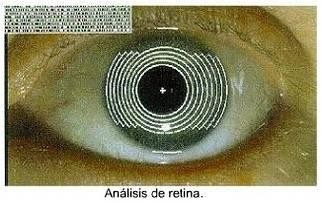 Análisis de retina.